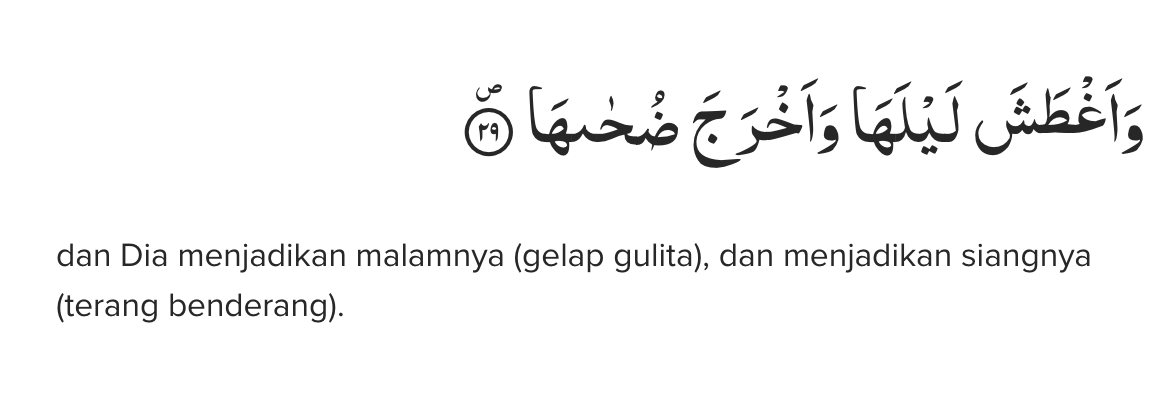 وَاَغْطَشَ لَيْلَهَا وَاَخْرَجَ ضُحٰىهَا ۖ ٢٩
dan Dia menjadikan malamnya (gelap gulita), dan menjadikan siangnya
(terang benderang).